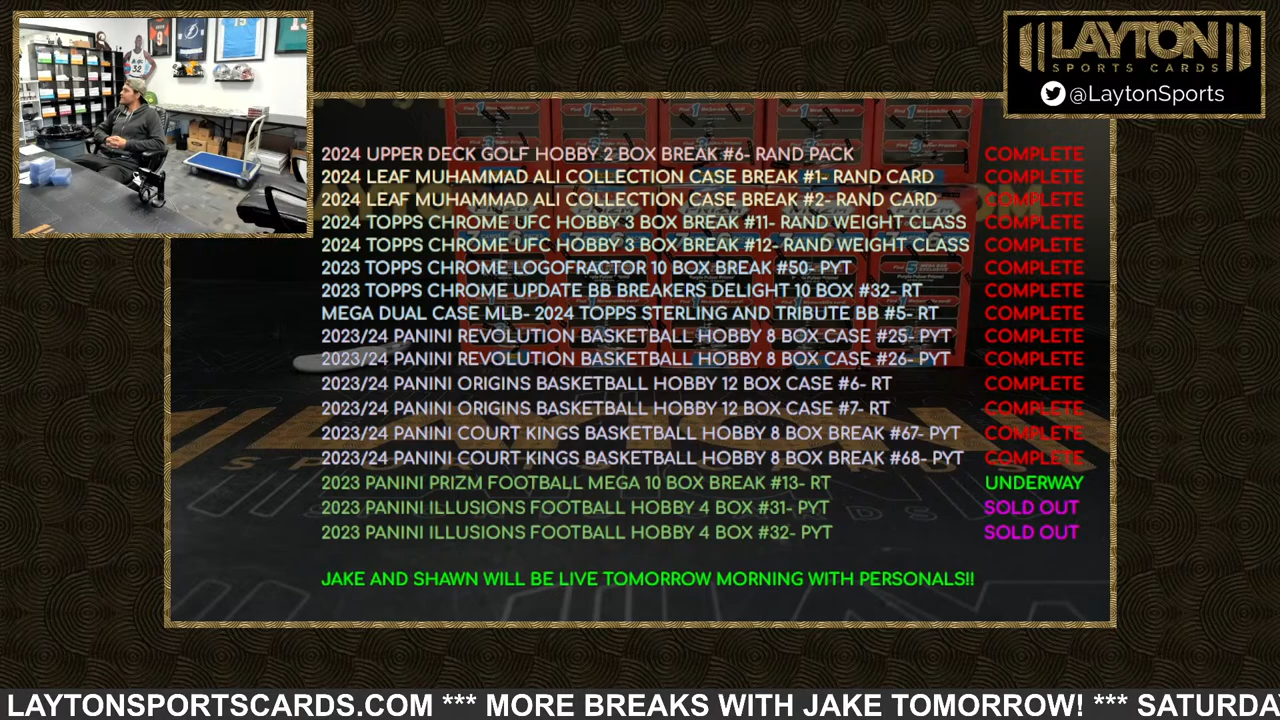 LAYTON
SPORTS CARDS
@LaytonSports
2024 UPPER DECK GOLF HOBBY 2 BOX BREAK #6- RAND PACK COMPLETE
2024 LEAF MUHAMMAD ALI COLLECTION CASE BREAK #1- RAND CARD COMPLETE
2024 LEAF MUHAMMAD ALI COLLECTION CASE BREAK #2- RAND CARD COMPLETE
2024 TOPPS CHROME UFC HOBBY 3 BOX BREAK #11- RAND WEIGHT CLASS COMPLETE
2024 TOPPS CHROME UFC HOBBY 3 BOX BREAK #12- RAND WEIGHT CLASS COMPLETE
2023 TOPPS CHROME LOGOFRACTOR 10 BOX BREAK #50- PYT COMPLETE
2023 TOPPS CHROME UPDATE BB BREAKERS DELIGHT 10 BOX #32- RT COMPLETE
MEGA DUAL CASE MLB- 2024 TOPPS STERLING AND TRIBUTE BB #5- RT COMPLETE
2023/24 PANINI REVOLUTION BASKETBALL HOBBY 8 BOX CASE #25- PYT COMPLETE
2023/24 PANINI REVOLUTION BASKETBALL HOBBY 8 BOX CASE #26- PYT COMPLETE
2023/24 PANINI ORIGINS BASKETBALL HOBBY 12 BOX CASE #6- RT COMPLETE
2023/24 PANINI ORIGINS BASKETBALL HOBBY 12 BOX CASE #7- RT COMPLETE
2023/24 PANINI COURT KINGS BASKETBALL HOBBY 8 BOX BREAK #67- PYT COMPLETE
2023/24 PANINI COURT KINGS BASKETBALL HOBBY 8 BOX BREAK #68- PYT COMPLETE
2023 PANINI PRIZM FOOTBALL MEGA 10 BOX BREAK #13- RT UNDERWAY
2023 PANINI ILLUSIONS FOOTBALL HOBBY 4 BOX #31- PYT SOLD OUT
2023 PANINI ILLUSIONS FOOTBALL HOBBY 4 BOX #32- PYT SOLD OUT
JAKE AND SHAWN WILL BE LIVE TOMORROW MORNING WITH PERSONALS!!
LAYTONSPORTSCARDS.COM *** MORE BREAKS WITH JAKE TOMORROW! *** SATURDA